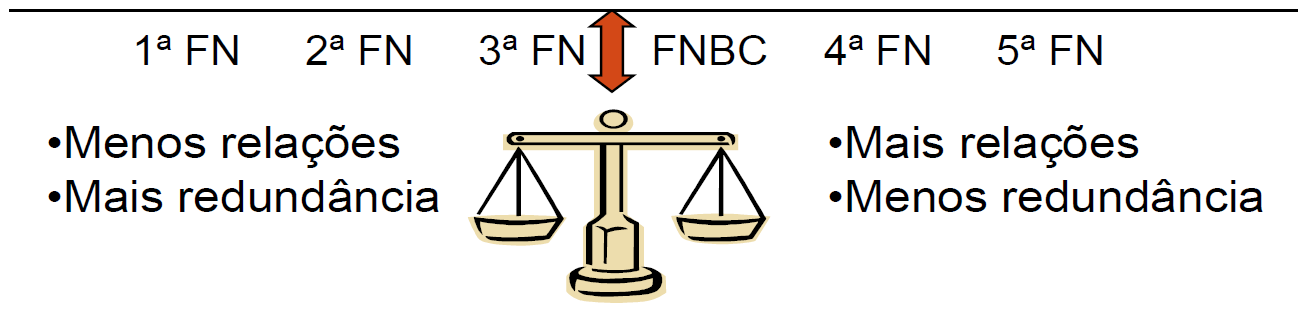 1ª FN 2ª FN 3ª FN FNBC 4ª FN 5ª FN
•Menos relações
•Mais redundância
•Mais relações
•Menos redundância